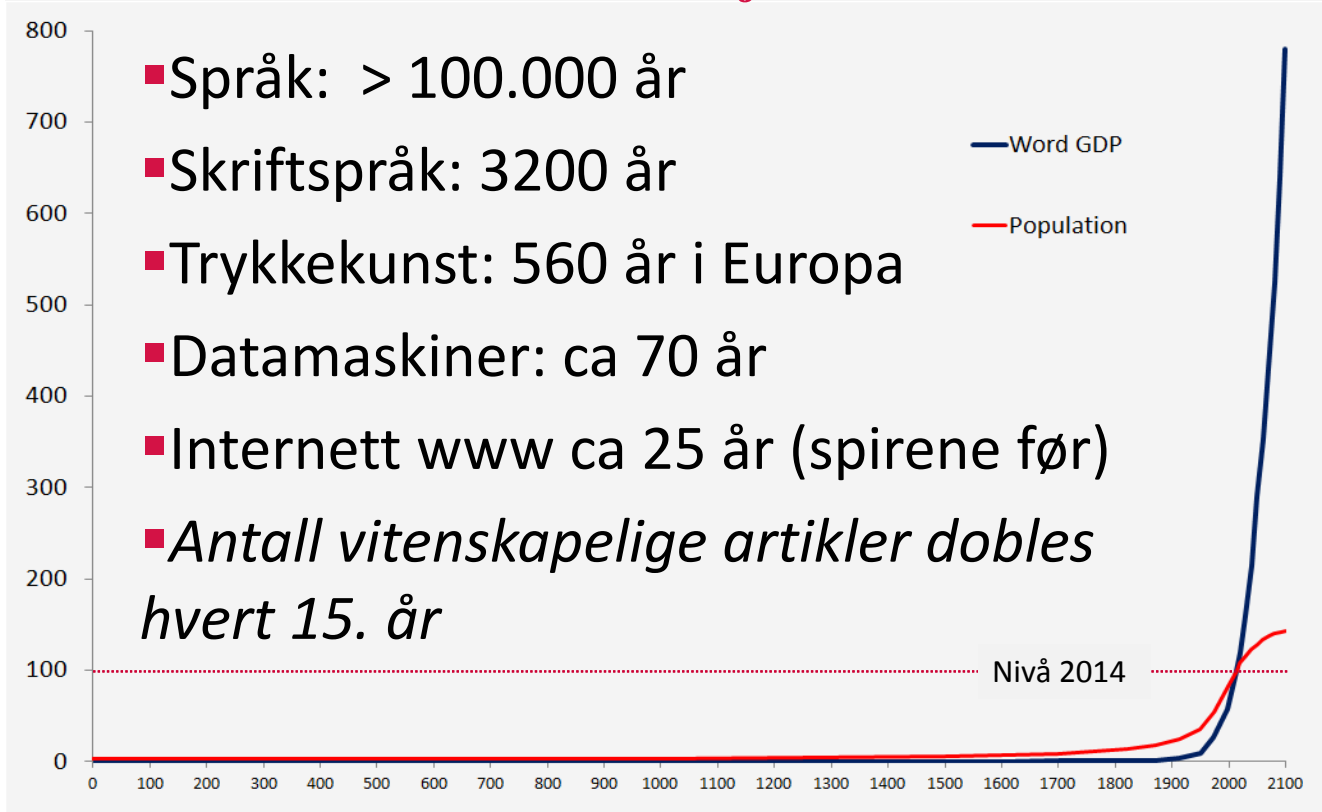 800
▪Språk:  > 100.000 år
700
Word GDP
▪Skriftspråk: 3200 år
600
Population
▪Trykkekunst: 560 år i Europa
500
▪Datamaskiner: ca 70 år
400
▪Internett www ca 25 år (spirene før)
300
▪Antall vitenskapelige artikler dobles
200
hvert 15. år
100
Nivå 2014
0
0 100 200 300 400 500 600 700 800 900 1000 1100 1200 1300 1400 1500 1600 1700 1800 1900 2000 2100